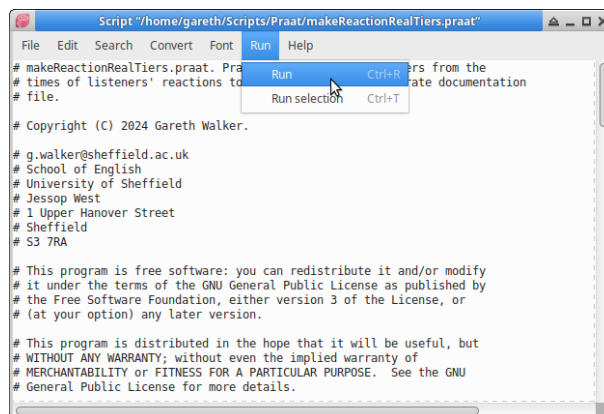 Script "/home/gareth/Scripts/Praat/makeReactionRealTiers.praat"
File Edit Search Convert Font Run Help
Run Ctrl+R
Run selection Ctrl+T
# makeReactionRealTiers.praat. Pra ers from the
# times of listeners' reactions to rate documentation
# file.
# Copyright (C) 2024 Gareth Walker.
# g.walker@sheffield.ac.uk
# School of English
# University of Sheffield
# Jessop West
# 1 Upper Hanover Street
# Sheffield
# S3 7RA
# This program is free software: you can redistribute it and/or modify
# it under the terms of the GNU General Public License as published by
# the Free Software Foundation, either version 3 of the License, or
# (at your option) any later version.
# This program is distributed in the hope that it will be useful, but
# WITHOUT ANY WARRANTY; without even the implied warranty of
# MERCHANTABILITY or FITNESS FOR A PARTICULAR PURPOSE. See the GNU
# General Public License for more details.